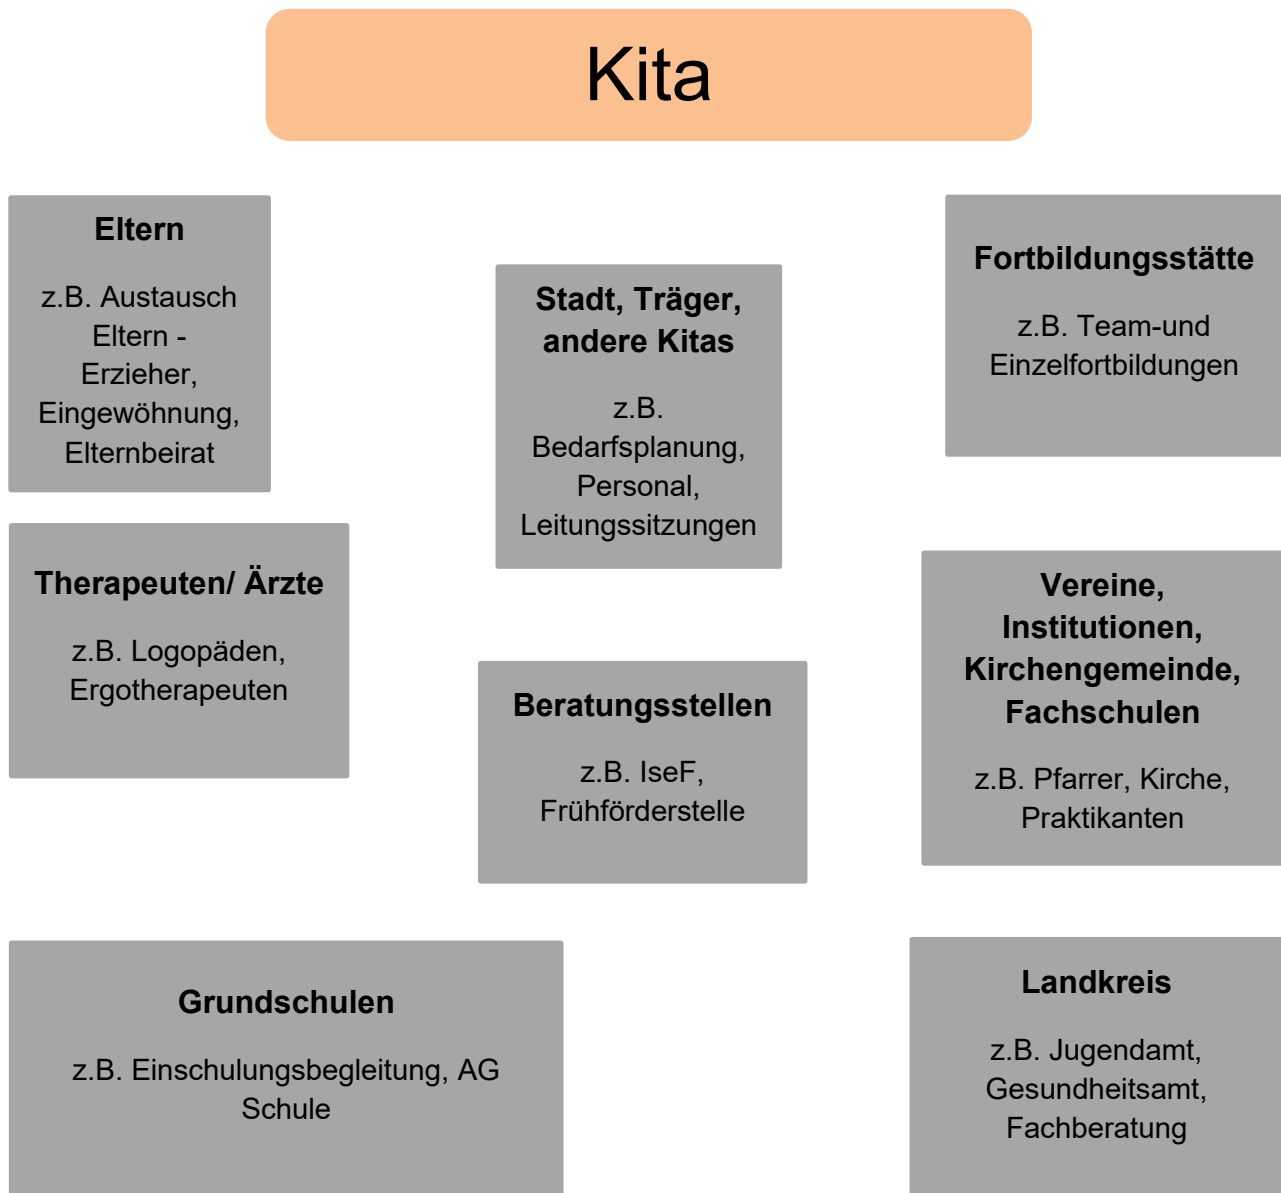 Kita
Eltern
z.B. Austausch
Eltern -
Erzieher,
Eingewöhnung,
Elternbeirat
Stadt, Träger,
andere Kitas
z.B.
Bedarfsplanung,
Personal,
Leitungssitzungen
Fortbildungsstätte
z.B. Team-und
Einzelfortbildungen
Therapeuten/ Ärzte
z.B. Logopäden,
Ergotherapeuten
Beratungsstellen
z.B. IseF,
Frühförderstelle
Vereine,
Institutionen,
Kirchengemeinde,
Fachschulen
z.B. Pfarrer, Kirche,
Praktikanten
Grundschulen
z.B. Einschulungsbegleitung, AG
Schule
Landkreis
z.B. Jugendamt,
Gesundheitsamt,
Fachberatung